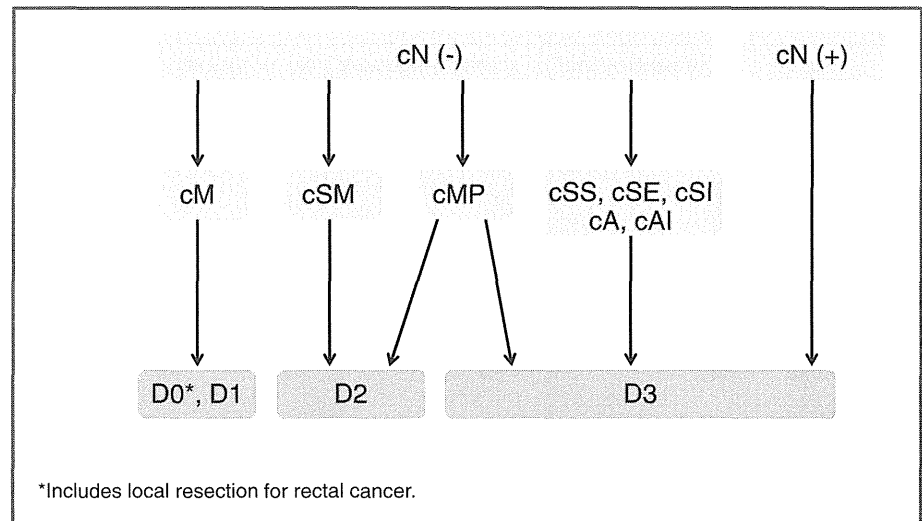 cN (-) cN (+)
cM cSM cMP cSS, cSE, cSI
cA, cAI
D0*, D1 D2 D3
*Includes local resection for rectal cancer.